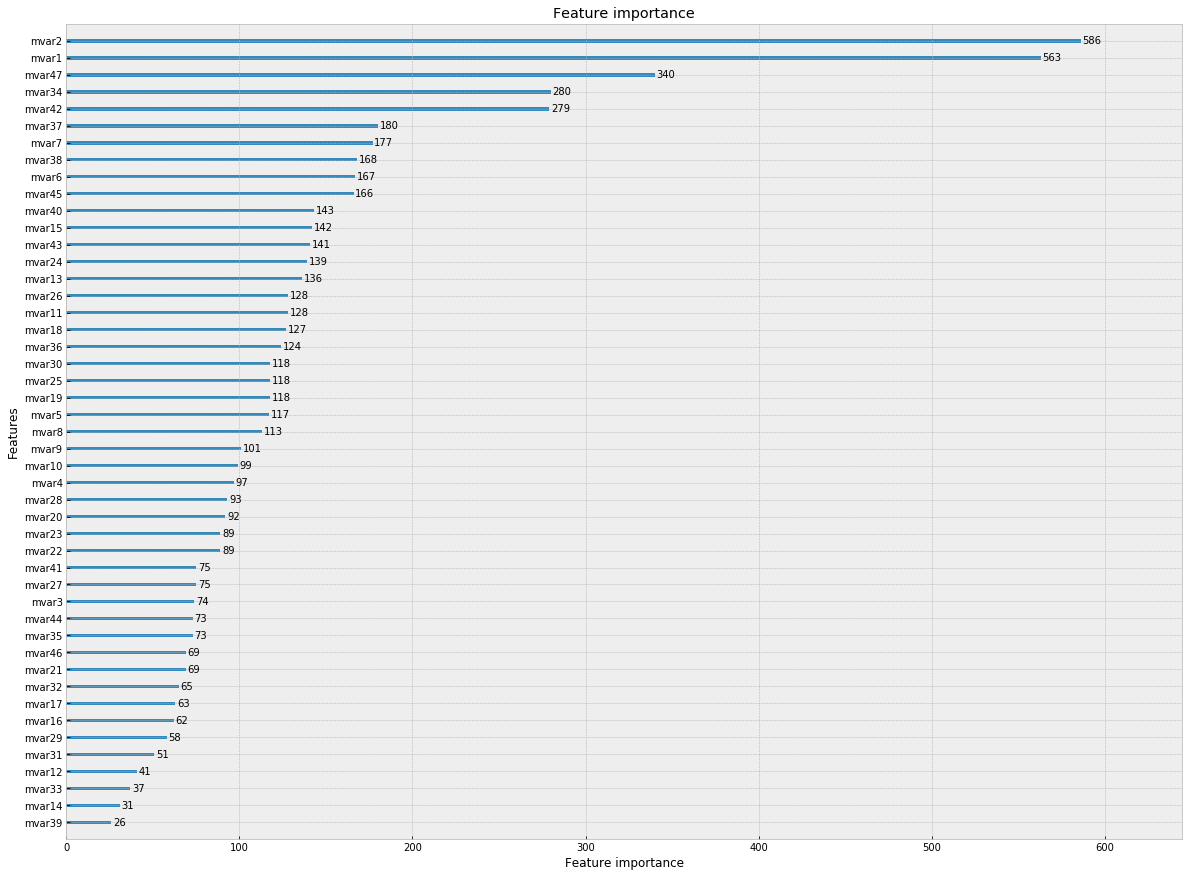 Feature importance
Features
mvar2 586
mvar1 563
mvar47 340
mvar34 280
mvar42 279
mvar37 180
mvar7 177
mvar38 168
mvar6 167
mvar45 166
mvar40 143
mvar15 142
mvar43 141
mvar24 139
mvar13 136
mvar26 128
mvar11 128
mvar18 127
mvar36 124
mvar30 118
mvar25 118
mvar19 118
mvar5 117
mvar8 113
mvar9 101
mvar10 99
mvar4 97
mvar28 93
mvar20 92
mvar23 89
mvar22 89
mvar41 75
mvar27 75
mvar3 74
mvar44 73
mvar35 73
mvar46 69
mvar21 69
mvar32 65
mvar17 63
mvar16 62
mvar29 58
mvar31 51
mvar12 41
mvar33 37
mvar14 31
mvar39 26
0 100 200 300 400 500 600
Feature importance